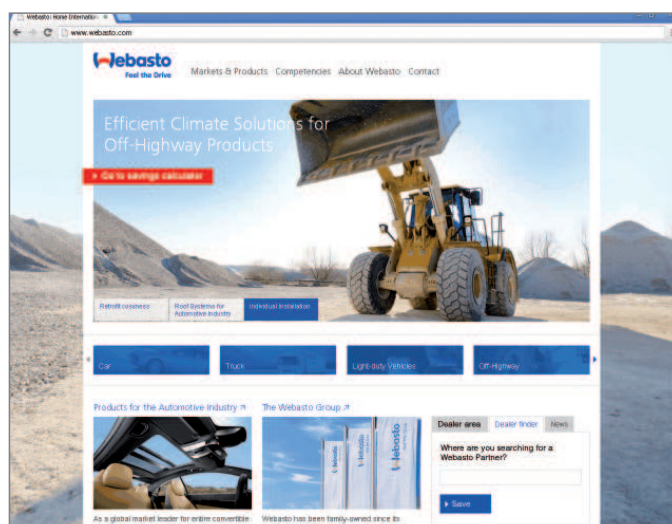 Webasto: Home Internation
www.webasto.com
Webasto
Feel the Drive
Markets & Products Competencies About Webasto Contact
Efficient Climate Solutions for
Off-Highway Products
Go to savings calculator
Retrofit business
Roof Systems for
Automotive Industry
Individual Installation
Car
Truck
Light-duty Vehicles
Off-Highway
Products for the Automotive Industry
The Webasto Group
Dealer area Dealer finder News
Where are you searching for a
Webasto Partner?
Save
Webasto
Webasto
Webasto
As a global market leader for entire convertible
Webasto has been family-owned since its